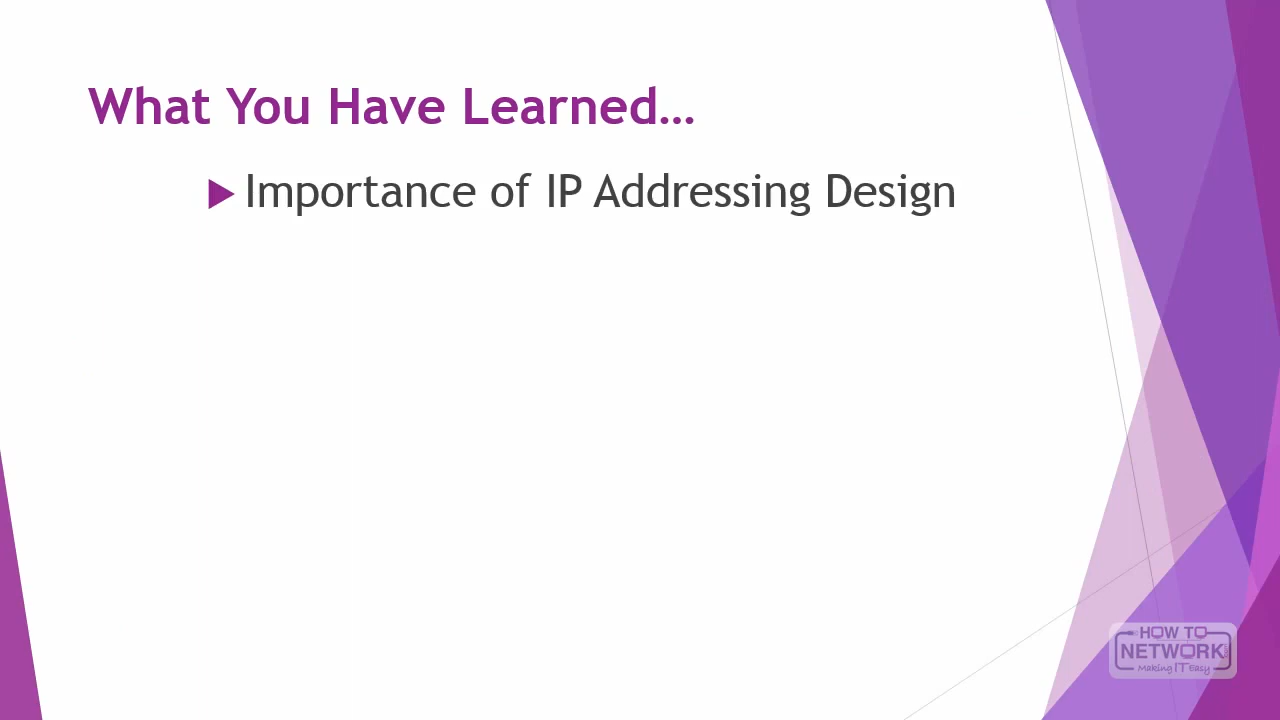 What You Have Learned...
Importance of IP Addressing Design
HOW TO
NETWORK
Making IT Easy